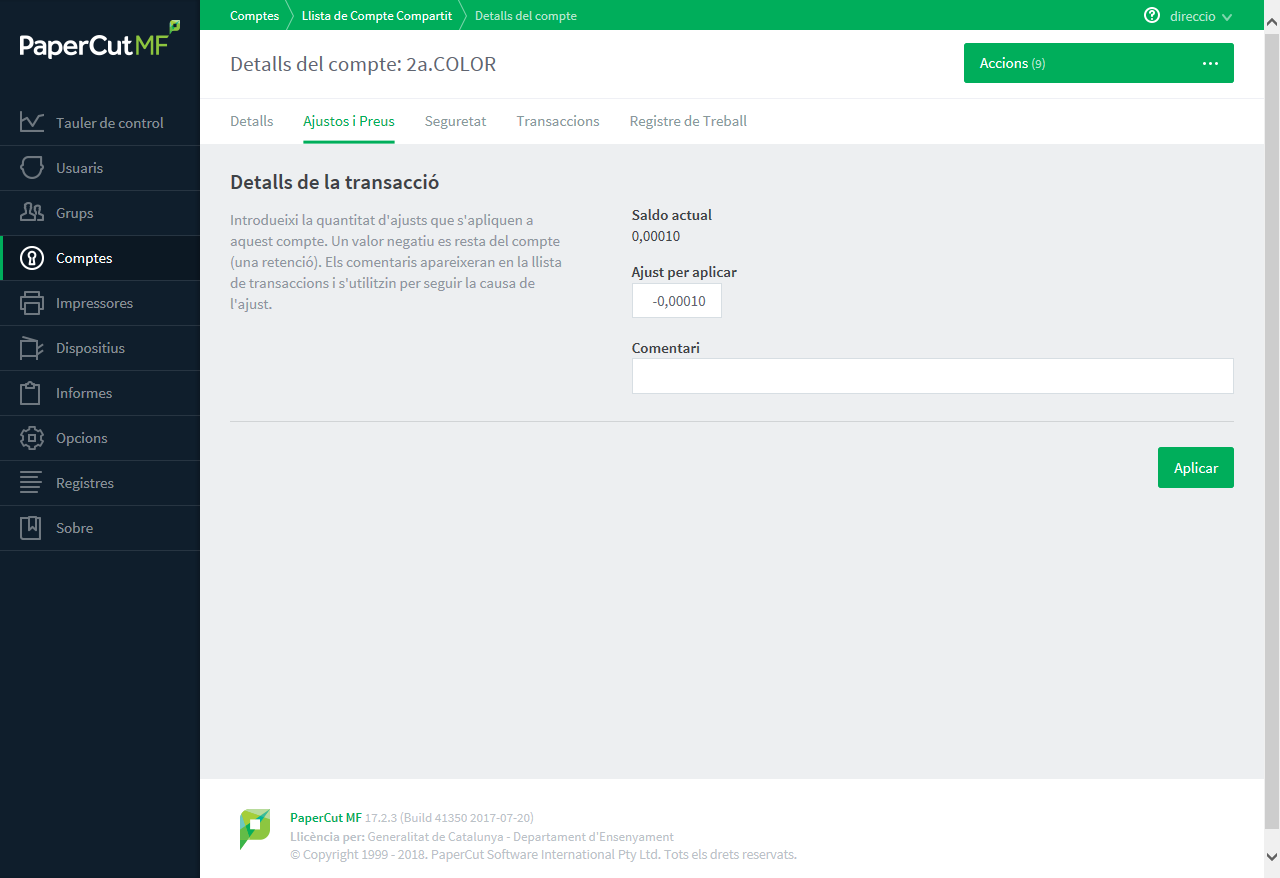 PaperCut MF
Tauler de control
Usuaris
Grups
Comptes
Impressores
Dispositius
Informes
Opcions
Registres
Sobre
Comptes Llista de Compte Compartit Detalls del compte
direccio
Detalls del compte: 2a.COLOR
Accions (9)
Detalls Ajustos i Preus Seguretat Transaccions Registre de Treball
Detalls de la transacció
Introdueixi la quantitat d'ajusts que s'apliquen a
aquest compte. Un valor negatiu es resta del compte
(una retenció). Els comentaris apareixeran en la llista
de transaccions i s'utilitzin per seguir la causa de
l'ajust.
Saldo actual
0,00010
Ajust per aplicar
-0,00010
Comentari
Aplicar
PaperCut MF 17.2.3 (Build 41350 2017-07-20)
Llicència per: Generalitat de Catalunya - Departament d'Ensenyament
© Copyright 1999 - 2018. PaperCut Software International Pty Ltd. Tots els drets reservats.